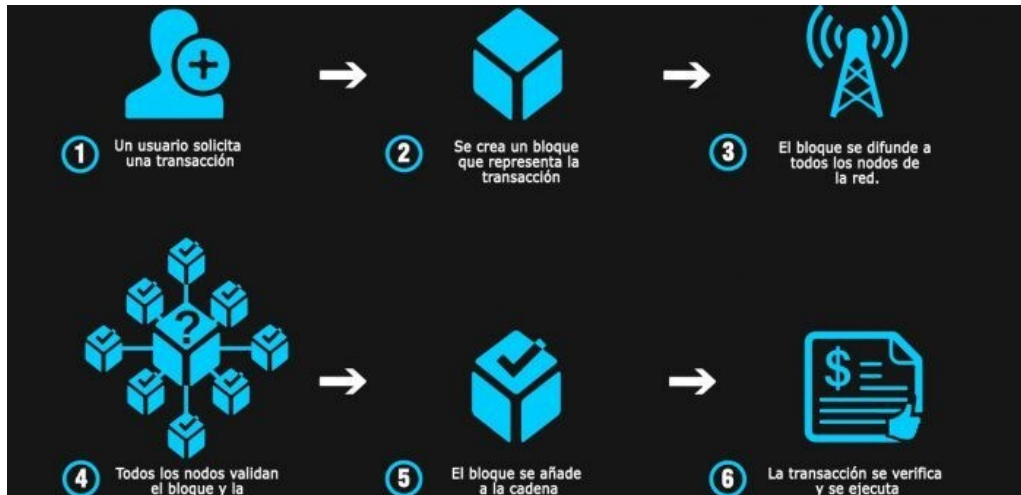 1
Un usuario solicita
una transacción
2
Se crea un bloque
que representa la
transacción
3
El bloque se difunde a
todos los nodos de
la red.
?
$
4
Todos los nodos validan
el bloque y la
5
El bloque se añade
a la cadena
6
La transacción se verifica
y se ejecuta